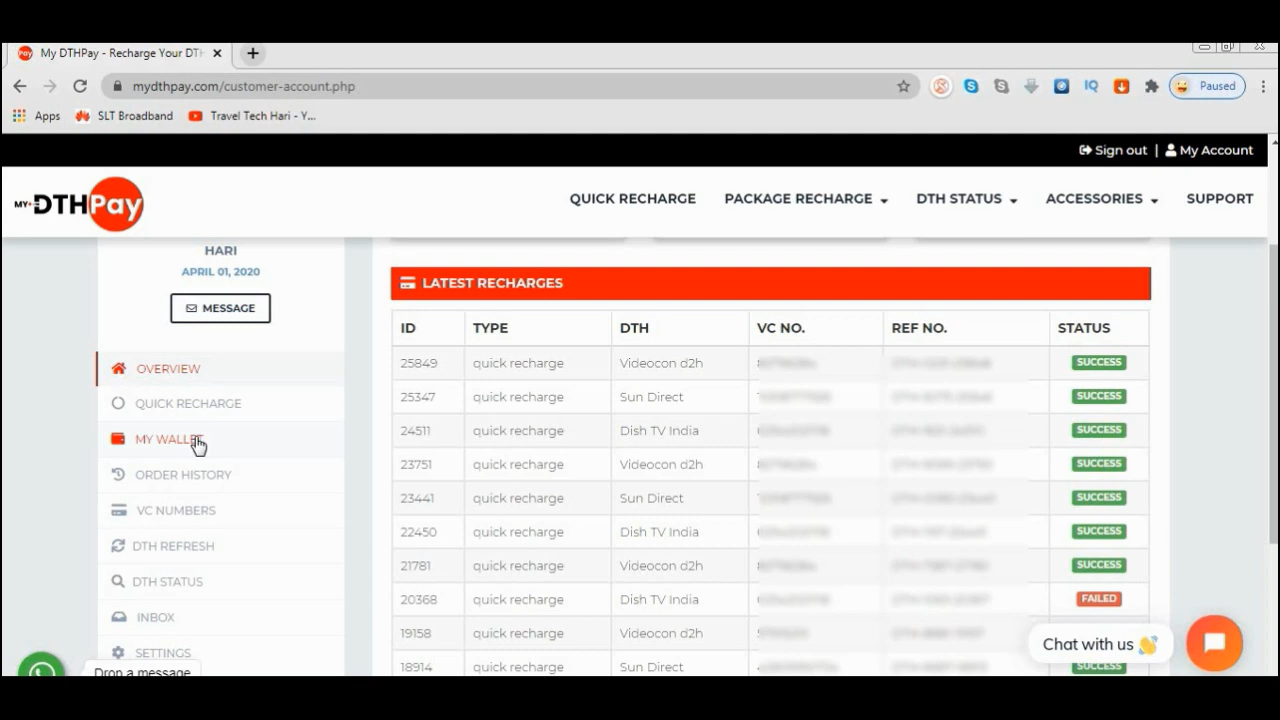 My DTHPay - Recharge Your DTH
mydthpay.com/customer-account.php
IQ
Paused
Apps
SLT Broadband
Travel Tech Hari - Y...
Sign out | My Account
MY DTHPay
QUICK RECHARGE
PACKAGE RECHARGE
DTH STATUS
ACCESSORIES
SUPPORT
HARI
APRIL 01, 2020
MESSAGE
OVERVIEW
QUICK RECHARGE
MY WALLET
ORDER HISTORY
VC NUMBERS
DTH REFRESH
DTH STATUS
INBOX
SETTINGS
Drop a message
LATEST RECHARGES
ID TYPE DTH VC NO. REF NO. STATUS
25849 quick recharge Videocon d2h SUCCESS
25347 quick recharge Sun Direct SUCCESS
24511 quick recharge Dish TV India SUCCESS
23751 quick recharge Videocon d2h SUCCESS
23441 quick recharge Sun Direct SUCCESS
22450 quick recharge Dish TV India SUCCESS
21781 quick recharge Videocon d2h SUCCESS
20368 quick recharge Dish TV India FAILED
19158 quick recharge Videocon d2h
18914 quick recharge Sun Direct SUCCESS
Chat with us 👋